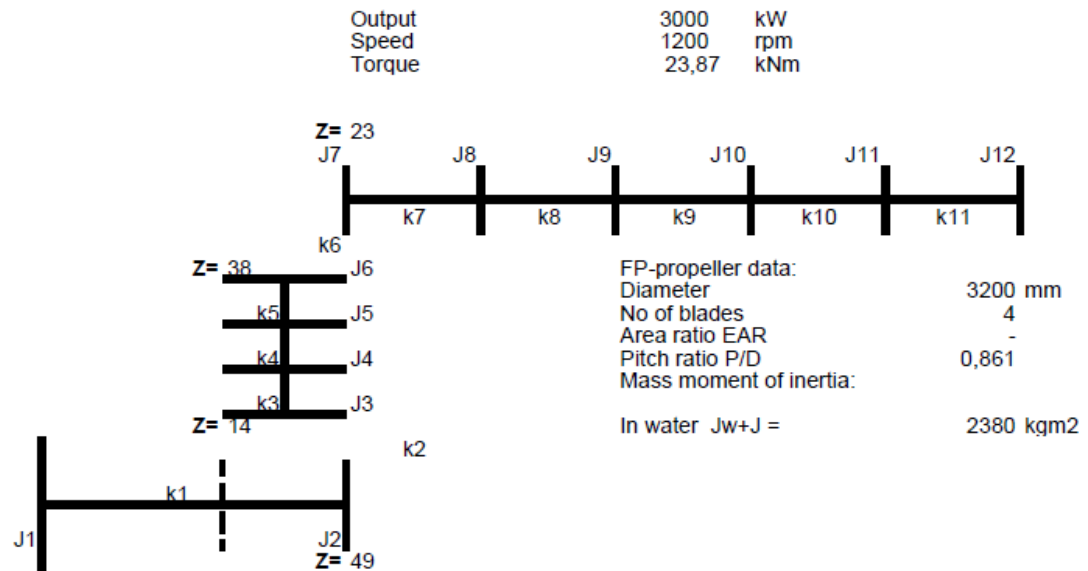 Output 3000 kW
Speed 1200 rpm
Torque 23,87 kNm
Z= 23
J7 J8 J9 J10 J11 J12
k7 k8 k9 k10 k11
k6
Z= 38 J6
k5 J5
k4 J4
k3 J3
Z= 14
k2
k1
J1 J2
Z= 49
FP-propeller data:
Diameter 3200 mm
No of blades 4
Area ratio EAR -
Pitch ratio P/D 0,861
Mass moment of inertia:
In water Jw+J = 2380 kgm2